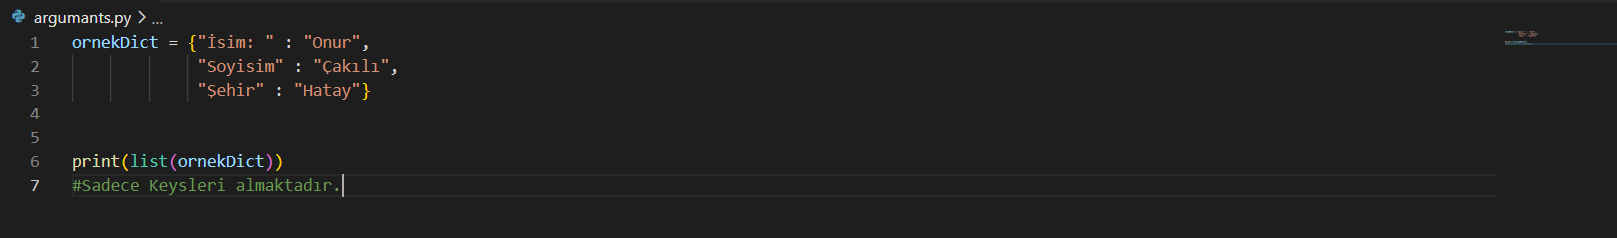 argumants.py > ...
1 ornekDict = {"İsim: " : "Onur",
2 "Soyisim" : "Çakılı",
3 "Şehir" : "Hatay"}
4
5
6 print(list(ornekDict))
7 #Sadece Keysleri almaktadır.